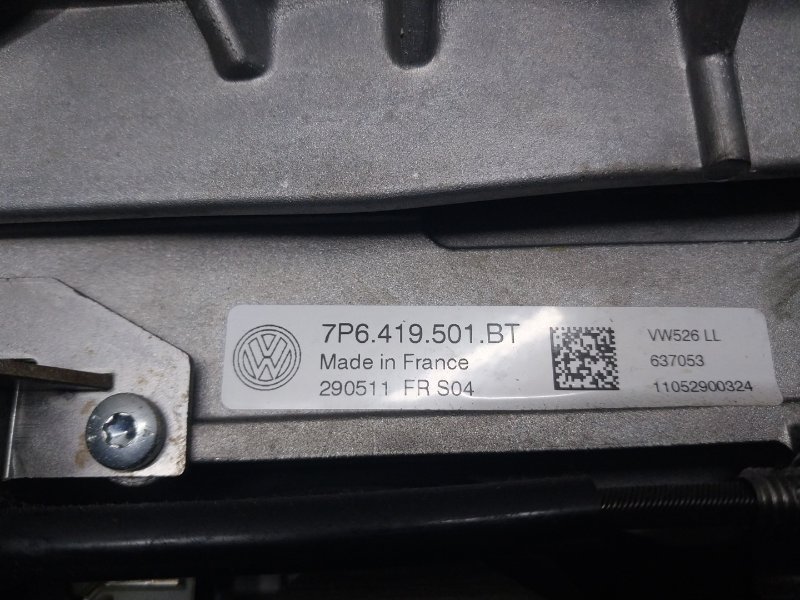 7P6.419.501.BT
Made in France
290511 FR S04
VW526 LL
637053
11052900324